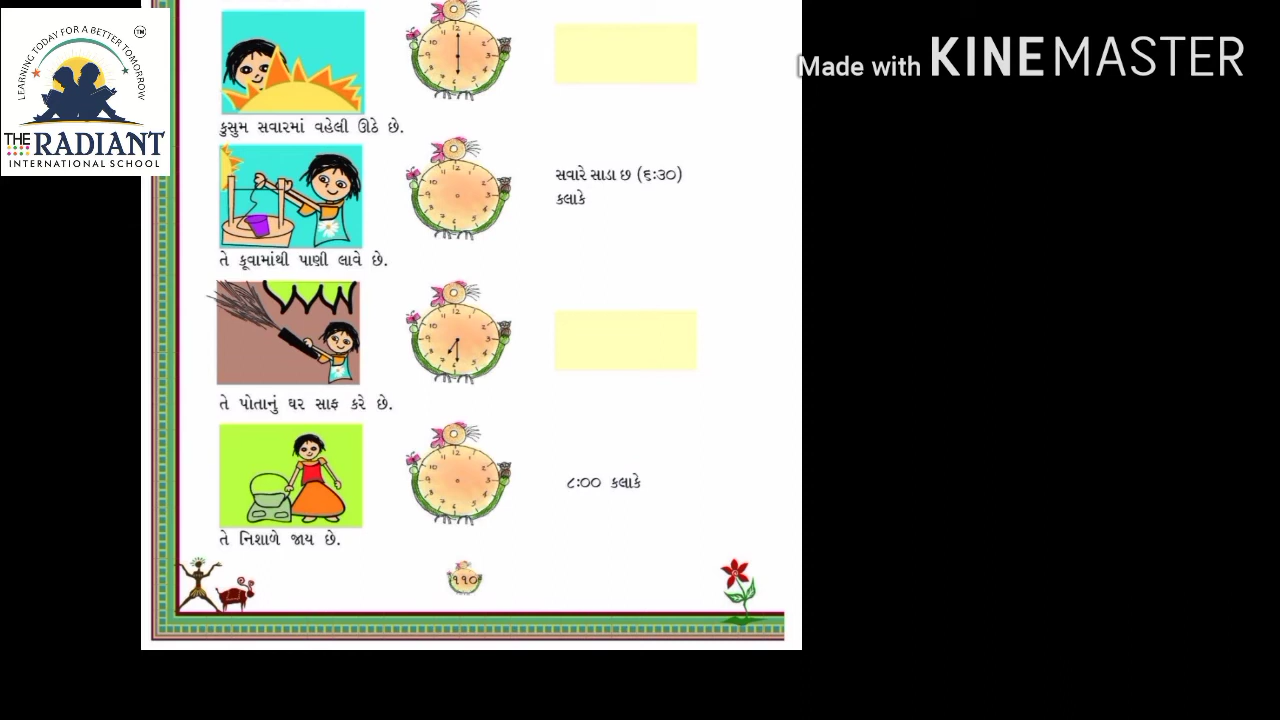 LEARNING TODAY FOR A BETTER TOMORROW
TM
THE RADIANT
INTERNATIONAL SCHOOL
Made with KINEMASTER
કુસુમ સવારમાં વહેલી ઊઠે છે.
સવારે સાડા છ (૬:૩૦)
કલાકે
તે કૂવામાંથી પાણી લાવે છે.
તે પોતાનું ઘર સાફ કરે છે.
૮:૦૦ કલાકે
તે નિશાળે જાય છે.
૧૧૦